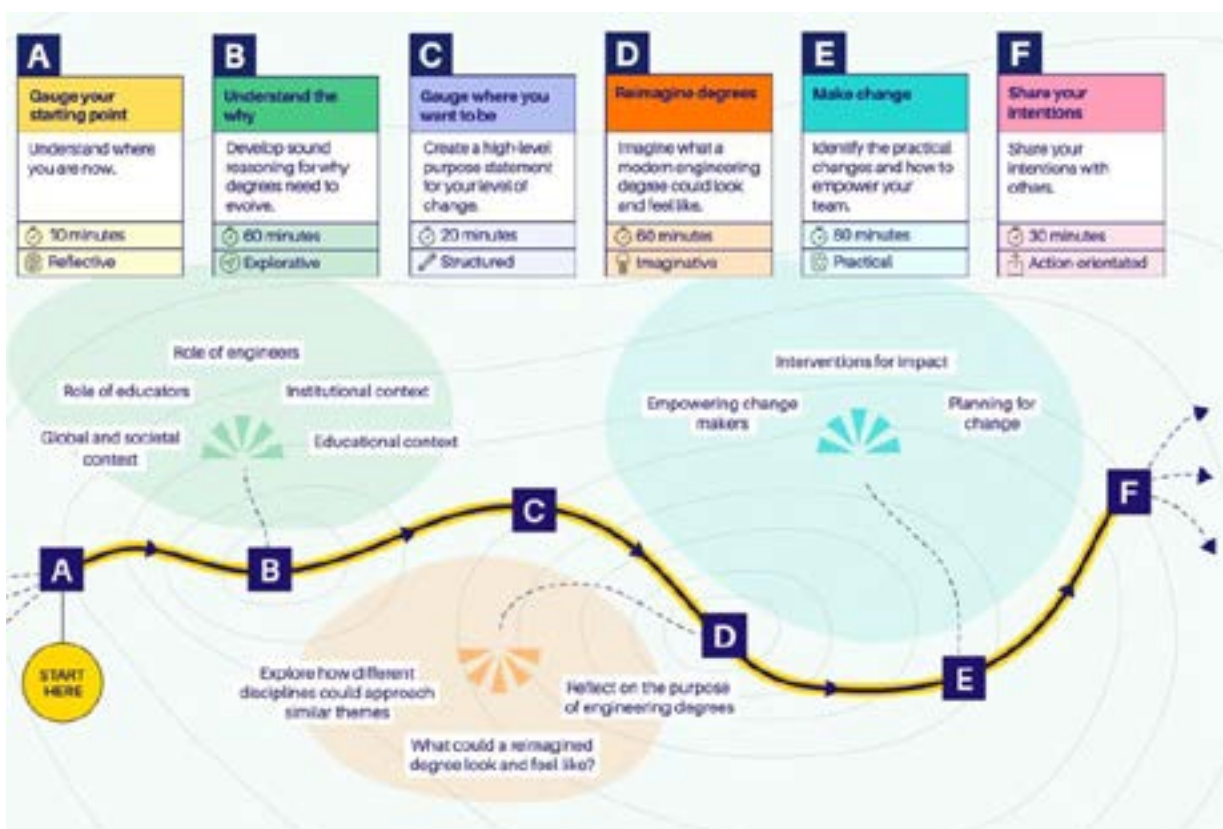 A
Gauge your
starting point
Understand where
you are now.
10 minutes
Reflective
B
Understand the
why
Develop sound
reasoning for why
degrees need to
evolve.
60 minutes
Explorative
C
Gauge where you
want to be
Create a high-level
purpose statement
for your level of
change.
20 minutes
Structured
D
Reimagine degrees
Imagine what a
modern engineering
degree could look
and feel like.
60 minutes
Imaginative
E
Make change
Identify the practical
changes and how to
empower your
team.
minutes
Practical
F
Share your
intentions
Share your
intentions with
others.
30 minutes
Action-orientated
Role of engineers
Role of educators
Institutional context
Global and societal
context
Educational context
Interventions for impact
Empowering change
makers
Planning for
change
A
B
C
D
E
F
START
HERE
Explore how different
disciplines could approach
similar themes
Reflect on the purpose
of engineering degrees
What could a reimagined
degree look and feel like?